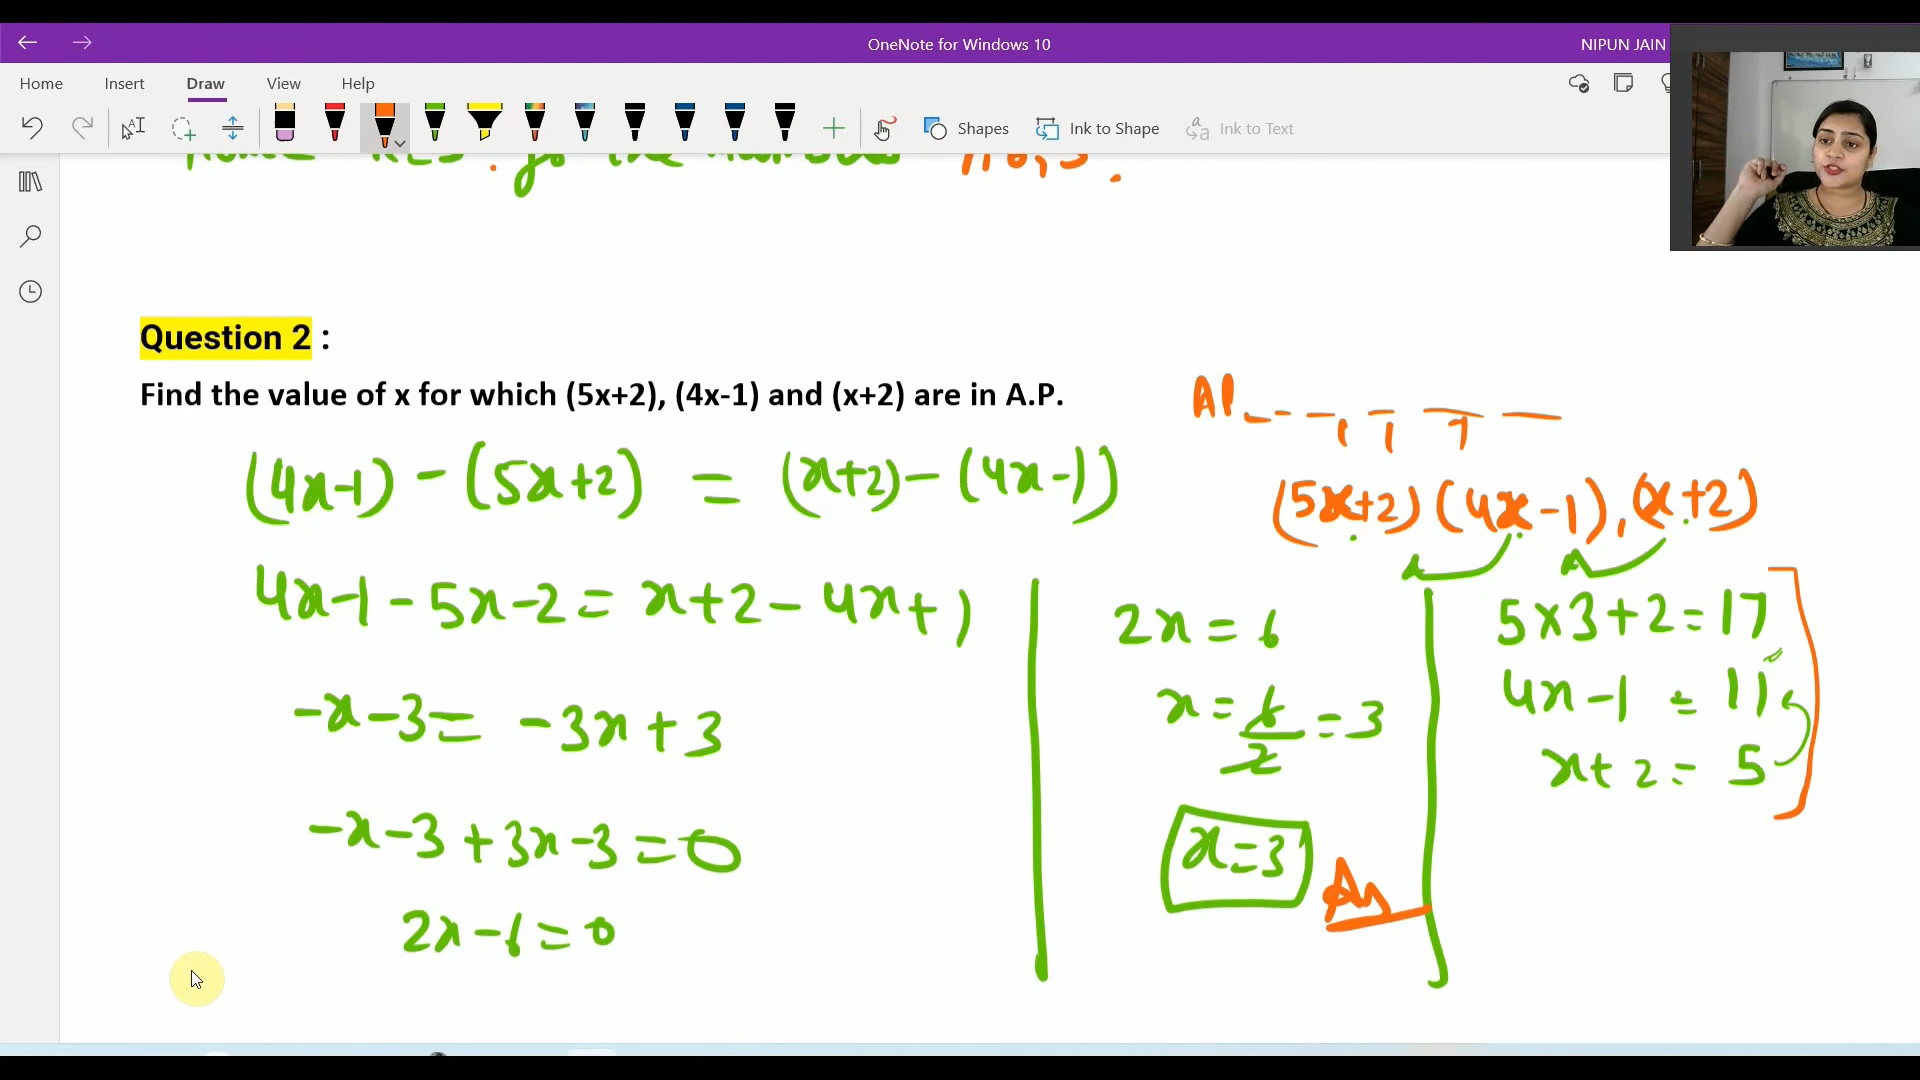 OneNote for Windows 10
NIPUN JAIN
Home Insert Draw View Help
Shapes Ink to Shape Ink to Text
Question 2 :
Find the value of x for which (5x+2), (4x-1) and (x+2) are in A.P.
AP
(4x-1) - (5x+2) = (x+2) - (4x-1)
4x-1-5x-2 = x+2-4x+1
-x-3 = -3x+3
-x-3+3x-3=0
2x-6=0
(5x+2) (4x-1), (x+2)
2x = 6
x = 6/2 = 3
x=3
Ans
5x3+2=17
4x-1 = 11
x+2 = 5